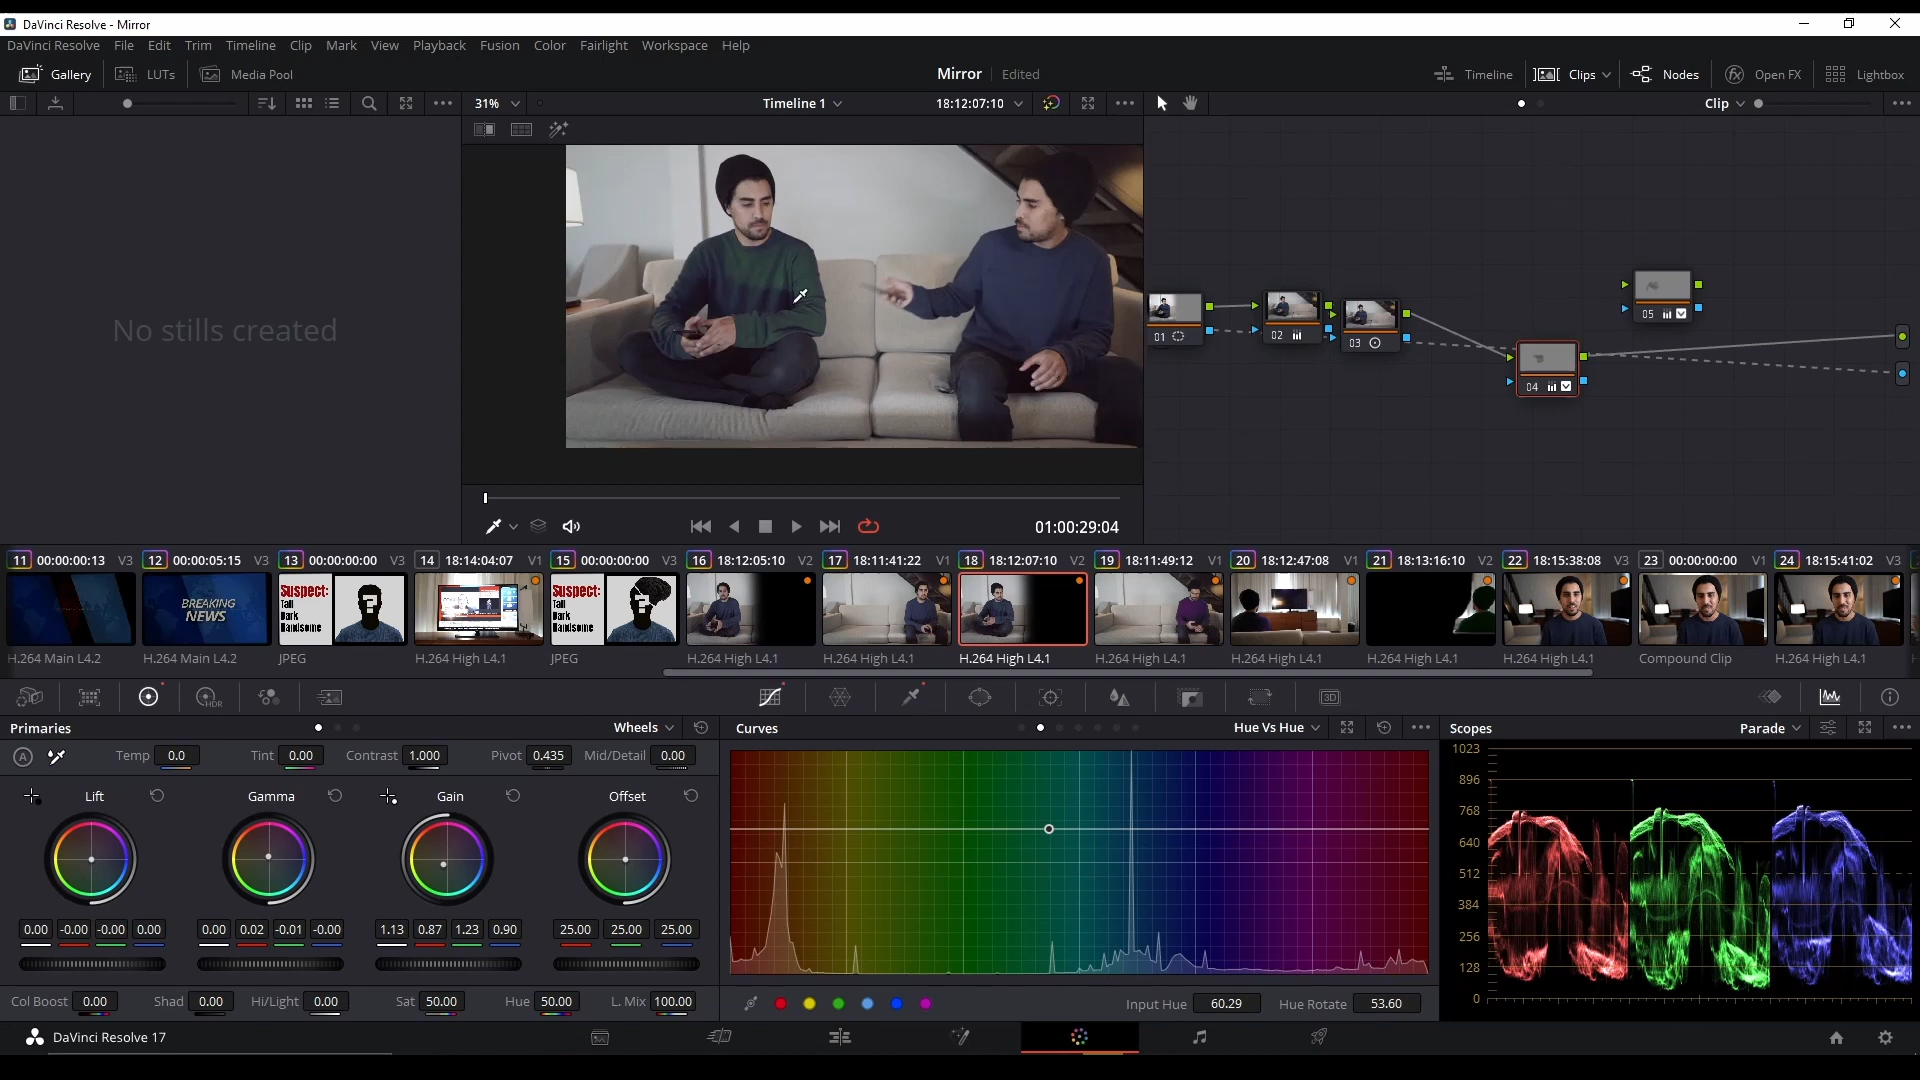 DaVinci Resolve - Mirror
DaVinci Resolve File Edit Trim Timeline Clip Mark View Playback Fusion Color Fairlight Workspace Help
Gallery LUTs Media Pool Mirror Edited Timeline Clips Nodes Open FX Lightbox
31% Timeline 1 18:12:07:10 Clip
No stills created
01 02 03 04 05
01:00:29:04
11 00:00:00:13 V3 12 00:00:05:15 V3 13 00:00:00:00 V3 14 18:14:04:07 V1 15 00:00:00:00 V3 16 18:12:05:10 V2 17 18:11:41:22 V1 18 18:12:07:10 V2 19 18:11:49:12 V1 20 18:12:47:08 V1 21 18:13:16:10 V2 22 18:15:38:08 V3 23 00:00:00:00 V1 24 18:15:41:02 V3
BREAKING
NEWS
Suspect:
Tall
Dark
Handsome
?
Suspect:
Tall
Dark
Handsome
?
H.264 Main L4.2 H.264 Main L4.2 JPEG H.264 High L4.1 JPEG H.264 High L4.1 H.264 High L4.1 H.264 High L4.1 H.264 High L4.1 H.264 High L4.1 H.264 High L4.1 H.264 High L4.1 Compound Clip H.264 High L4.1
HDR 3D
Primaries Wheels Curves Hue Vs Hue Scopes Parade
A Temp 0.0 Tint 0.00 Contrast 1.000 Pivot 0.435 Mid/Detail 0.00
Lift Gamma Gain Offset
0.00 -0.00 -0.00 0.00 0.00 0.02 -0.01 -0.00 1.13 0.87 1.23 0.90 25.00 25.00 25.00
Col Boost 0.00 Shad 0.00 Hi/Light 0.00 Sat 50.00 Hue 50.00 L. Mix 100.00
Input Hue 60.29 Hue Rotate 53.60
1023
896
768
640
512
384
256
128
0
DaVinci Resolve 17